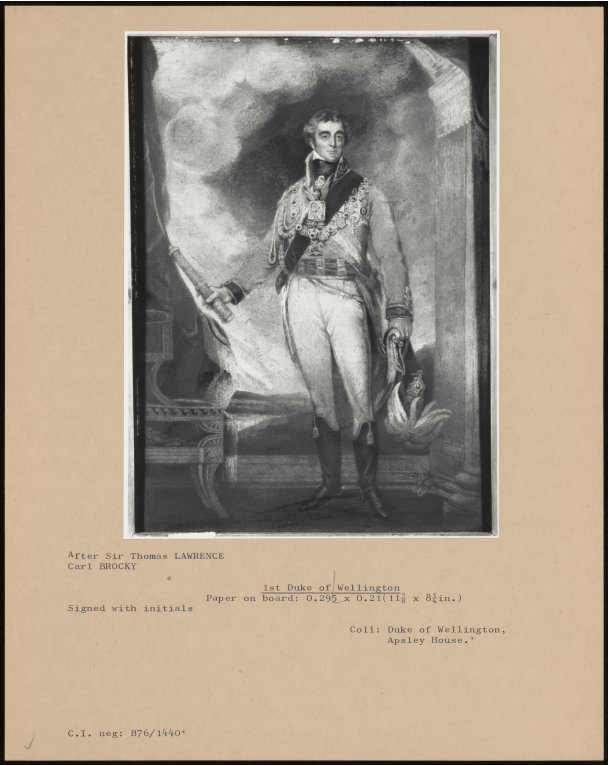 After Sir Thomas LAWRENCE
Carl BROCKY
1st Duke of Wellington
Paper on board: 0.295 x 0.21(11⅝ x 8¼in.)
Signed with initials
Coll: Duke of Wellington,
Apsley House.
C.I. neg: B76/1440